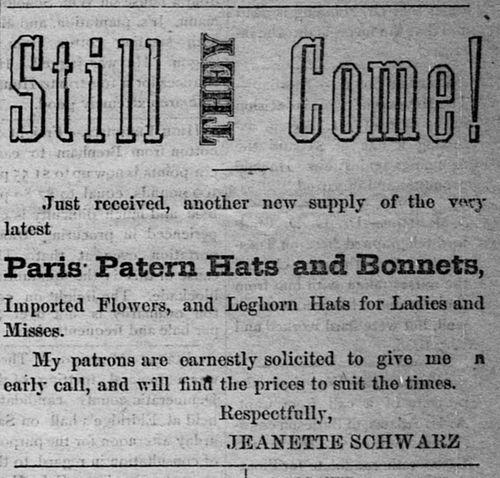 Still THEY Come!
Just received, another new supply of the very
latest
Paris Patern Hats and Bonnets,
Imported Flowers, and Leghorn Hats for Ladies and
Misses.
My patrons are earnestly solicited to give me n
early call, and will find the prices to suit the times.
Respectfully,
JEANETTE SCHWARZ